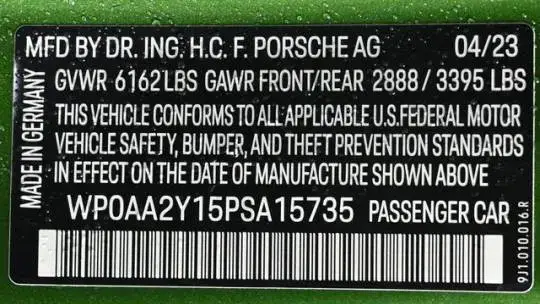 MFD BY DR. ING. H.C. F. PORSCHE AG 04/23
GVWR 6162 LBS GAWR FRONT/REAR 2888 / 3395 LBS
THIS VEHICLE CONFORMS TO ALL APPLICABLE U.S.FEDERAL MOTOR
VEHICLE SAFETY, BUMPER, AND THEFT PREVENTION STANDARDS
IN EFFECT ON THE DATE OF MANUFACTURE SHOWN ABOVE
WP0AA2Y15PSA15735 PASSENGER CAR
MADE IN GERMANY
9J1.010.016.R